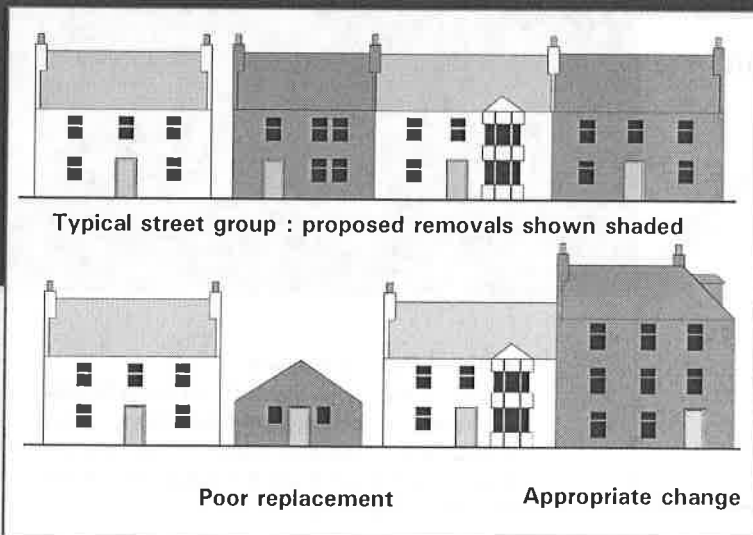 Typical street group : proposed removals shown shaded
Poor replacement
Appropriate change